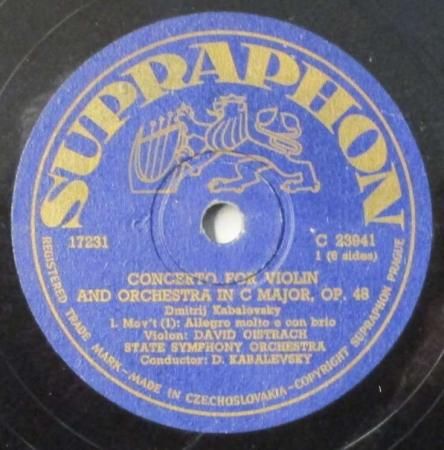 SUPRAPHON
17231
C 23941
1 (6 sides)
CONCERTO FOR VIOLIN
AND ORCHESTRA IN C MAJOR, OP. 48
Dmitrij Kabalevsky
1. Mov't (1): Allegro molto e con brio
Violon: DAVID OISTRACH
STATE SYMPHONY ORCHESTRA
Conductor: D. KABALEVSKY
REGISTERED TRADE MARK-MADE IN CZECHOSLOVAKIA-COPYRIGHT SUPRAPHON PRAGUE